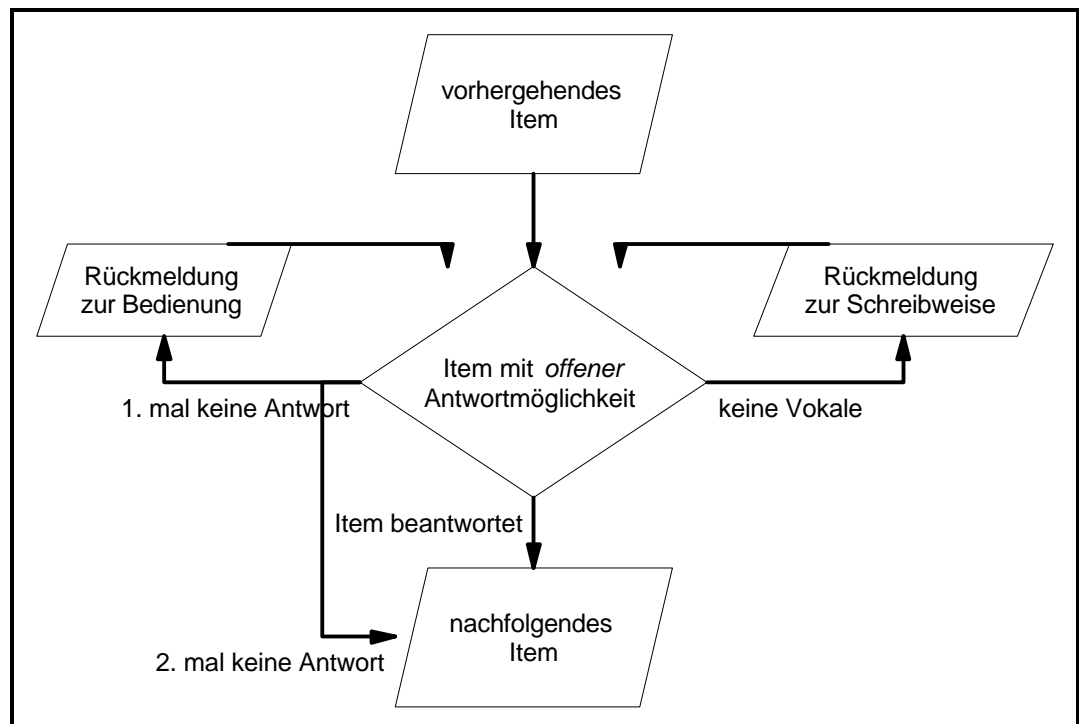 vorhergehendes
Item
Rückmeldung
zur Bedienung
Rückmeldung
zur Schreibweise
Item mit offener
Antwortmöglichkeit
1. mal keine Antwort
keine Vokale
Item beantwortet
nachfolgendes
Item
2. mal keine Antwort